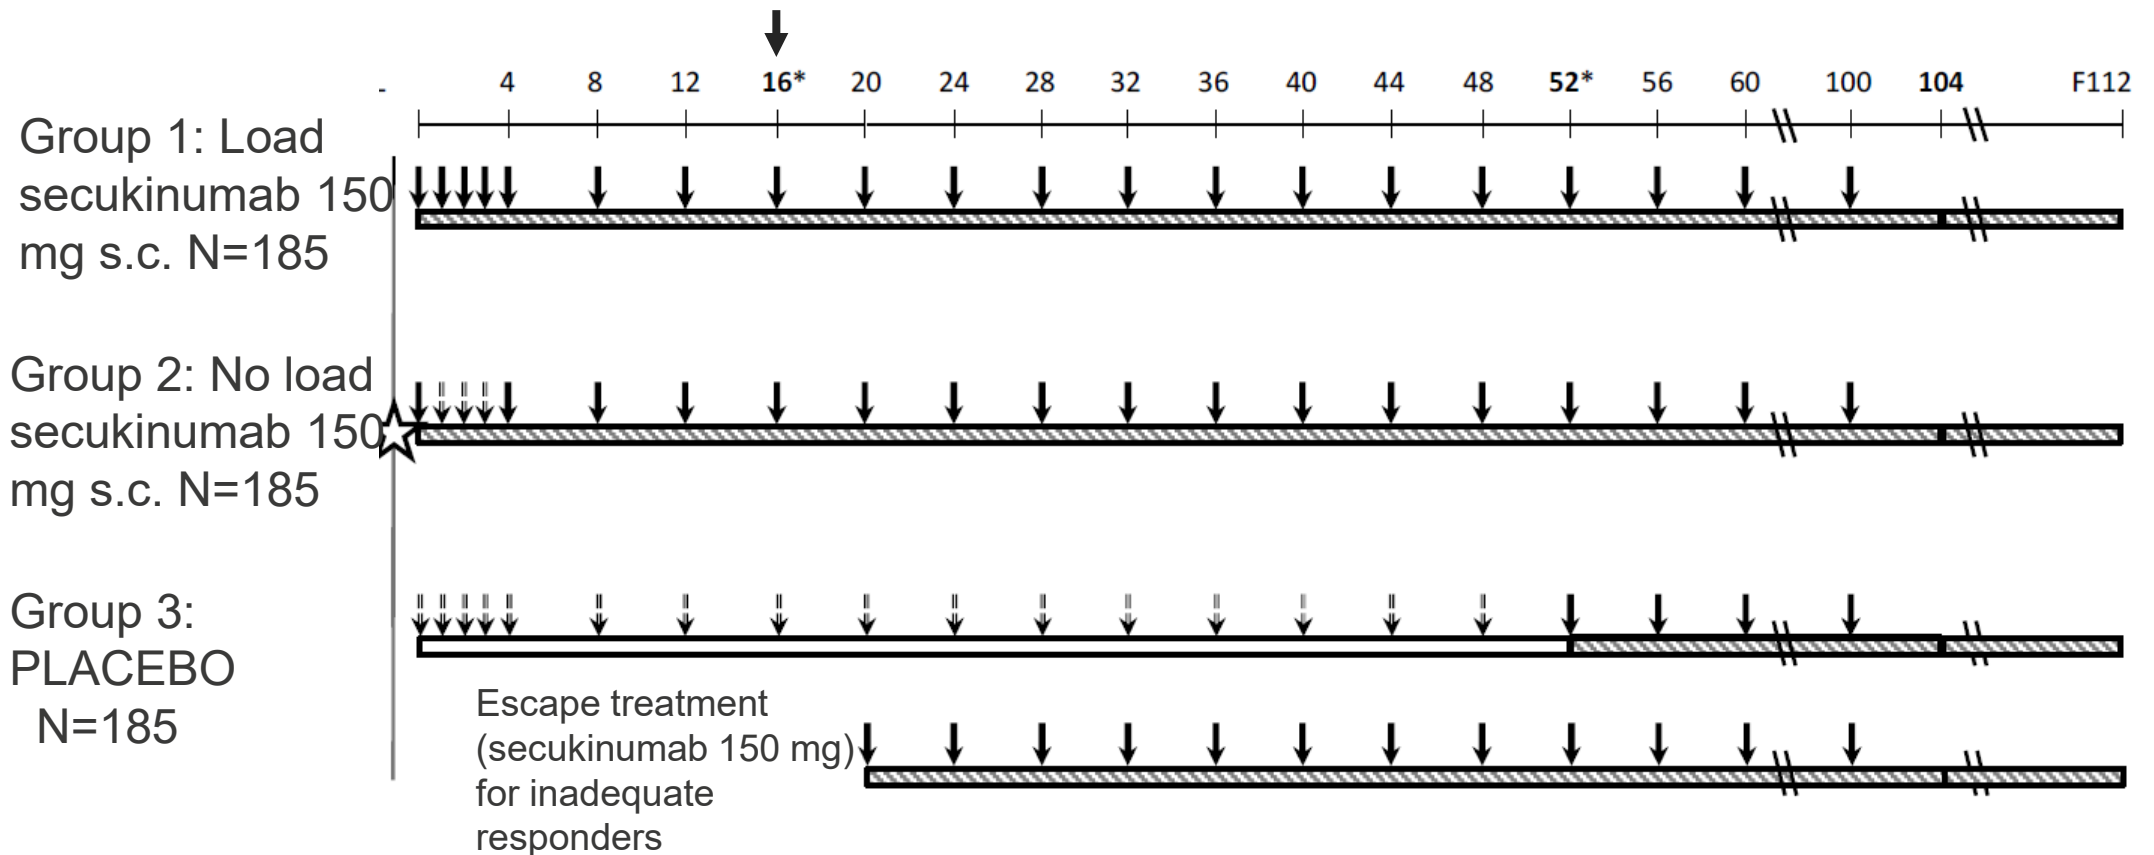 4 8 12 16* 20 24 28 32 36 40 44 48 52* 56 60 100 104 F112
Group 1: Load
secukinumab 150
mg s.c. N=185
Group 2: No load
secukinumab 150
mg s.c. N=185
Group 3:
PLACEBO
N=185
Escape treatment
(secukinumab 150 mg)
for inadequate
responders